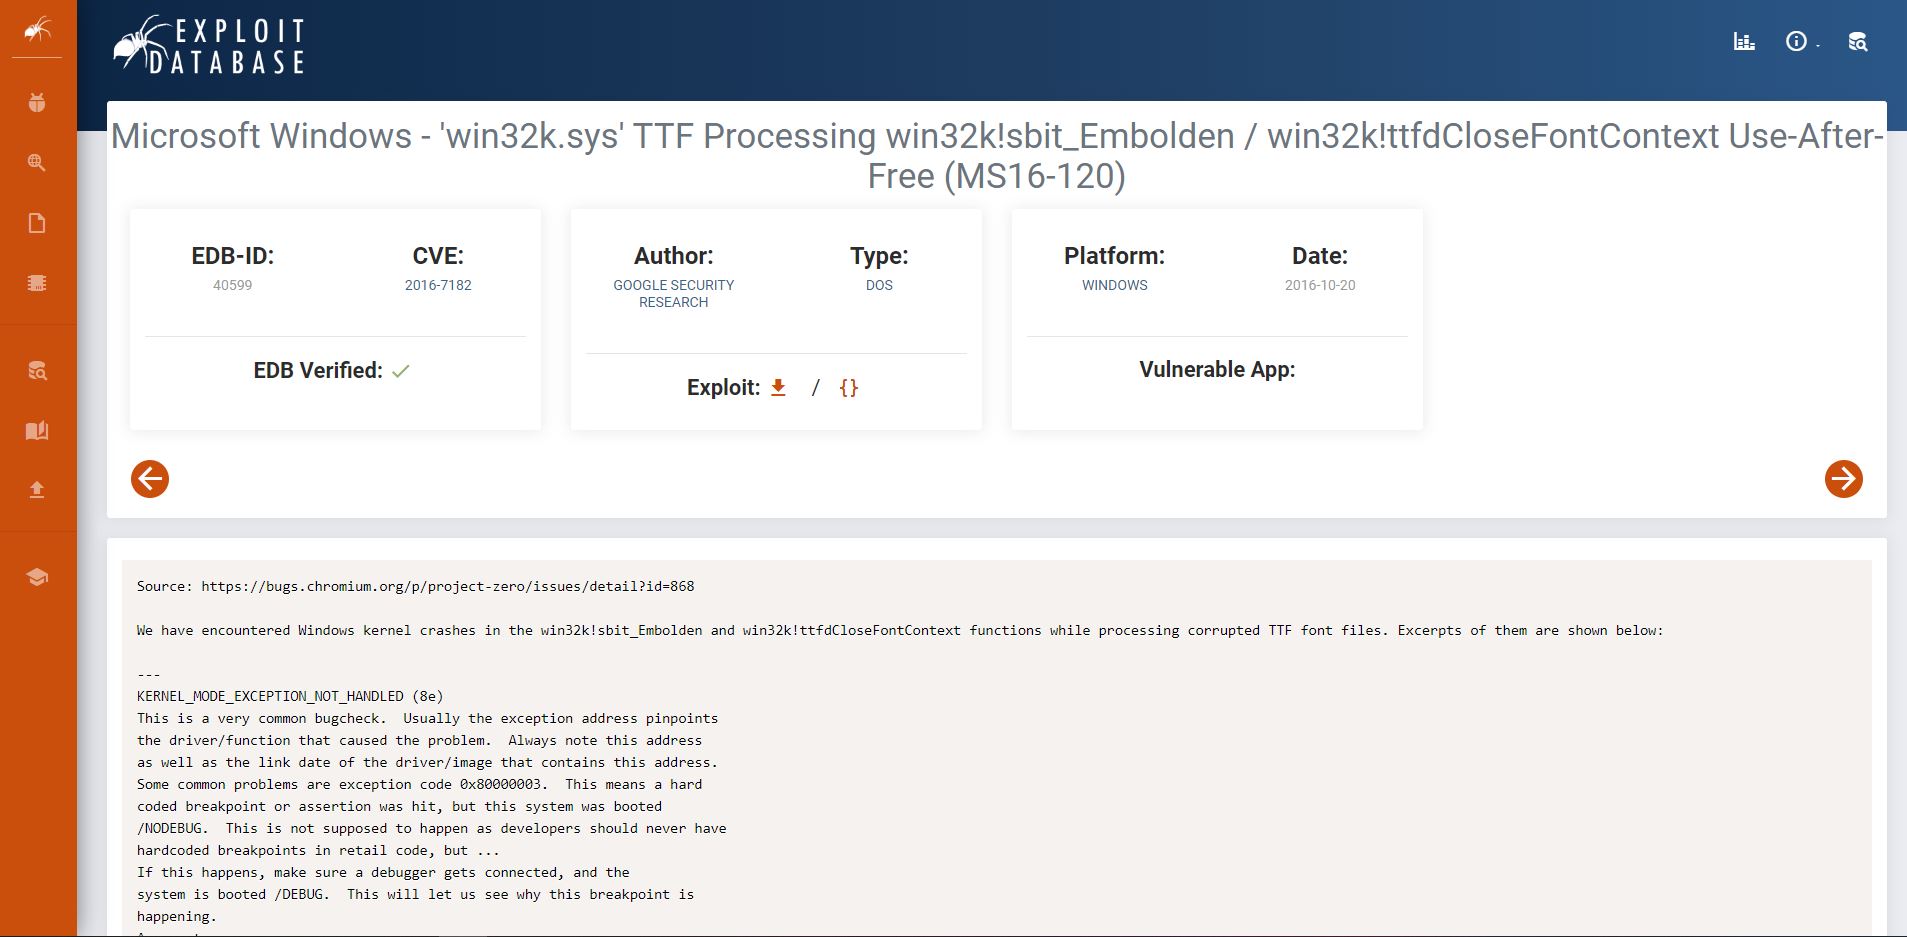 EXPLOIT
DATABASE
Microsoft Windows - 'win32k.sys' TTF Processing win32k!sbit_Embolden / win32k!ttfdCloseFontContext Use-After-
Free (MS16-120)
EDB-ID:
40599
CVE:
2016-7182
EDB Verified:
Author:
GOOGLE SECURITY
RESEARCH
Type:
DOS
Exploit: / {}
Platform:
WINDOWS
Date:
2016-10-20
Vulnerable App:
Source: https://bugs.chromium.org/p/project-zero/issues/detail?id=868
We have encountered Windows kernel crashes in the win32k!sbit_Embolden and win32k!ttfdCloseFontContext functions while processing corrupted TTF font files. Excerpts of them are shown below:
---
KERNEL_MODE_EXCEPTION_NOT_HANDLED (8e)
This is a very common bugcheck.  Usually the exception address pinpoints
the driver/function that caused the problem.  Always note this address
as well as the link date of the driver/image that contains this address.
Some common problems are exception code 0x80000003.  This means a hard
coded breakpoint or assertion was hit, but this system was booted
/NODEBUG.  This is not supposed to happen as developers should never have
hardcoded breakpoints in retail code, but ...
If this happens, make sure a debugger gets connected, and the
system is booted /DEBUG.  This will let us see why this breakpoint is
happening.